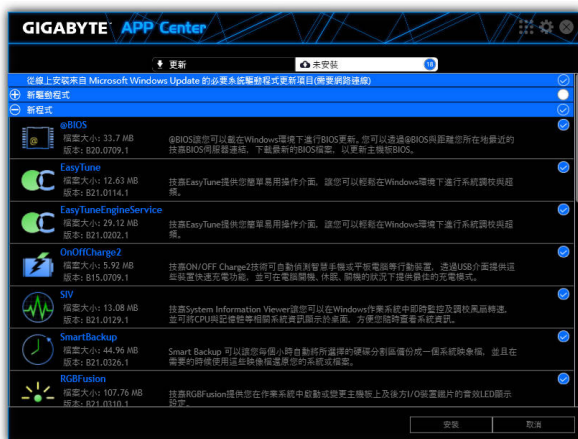 GIGABYTE APP Center
更新
未安裝
18
從線上安裝來自 Microsoft Windows Update 的必要系統驅動程式更新項目(需要網路連線)
新驅動程式
新程式
@BIOS
檔案大小: 33.7 MB
版本: B20.0709.1
@BIOS讓您可以載在Windows環境下進行BIOS更新。您可以透過@BIOS與距離您所在地最近的
技嘉BIOS伺服器連結，下載最新的BIOS檔案，以更新主機板BIOS。
EasyTune
檔案大小: 12.63 MB
版本: B21.0114.1
技嘉EasyTune提供您簡單易用操作介面，讓您可以輕鬆在Windows環境下進行系統調校與超
頻。
EasyTuneEngineService
檔案大小: 29.12 MB
版本: B21.0202.1
技嘉EasyTune提供您簡單易用操作介面，讓您可以輕鬆在Windows環境下進行系統調校與超
頻。
OnOffCharge2
檔案大小: 5.92 MB
版本: B15.0709.1
技嘉ON/OFF Charge2技術可自動偵測智慧手機或平板電腦等行動裝置，透過USB介面提供這
些裝置快速充電功能，並可在電腦開機、休眠、關機的狀況下提供最佳的充電模式。
SIV
檔案大小: 13.08 MB
版本: B21.0129.1
技嘉System Information Viewer讓您可以在Windows作業系統中即時監控及調校風扇轉速，
並可將CPU與記憶體等相關系統資訊顯示於桌面，方便您隨時查看系統資訊。
SmartBackup
檔案大小: 44.96 MB
版本: B21.0326.1
Smart Backup 可以讓您每個小時自動將所選擇的硬碟分割區備份成一個系統映象檔，並且在
需要的時候使用這些映像檔還原您的系統或檔案。
RGBFusion
檔案大小: 107.76 MB
版本: B21.0310.1
技嘉RGBFusion提供您在作業系統中啟動或變更主機板上及後方I/O裝置鐵片的音效LED顯示
設定。
安裝
取消